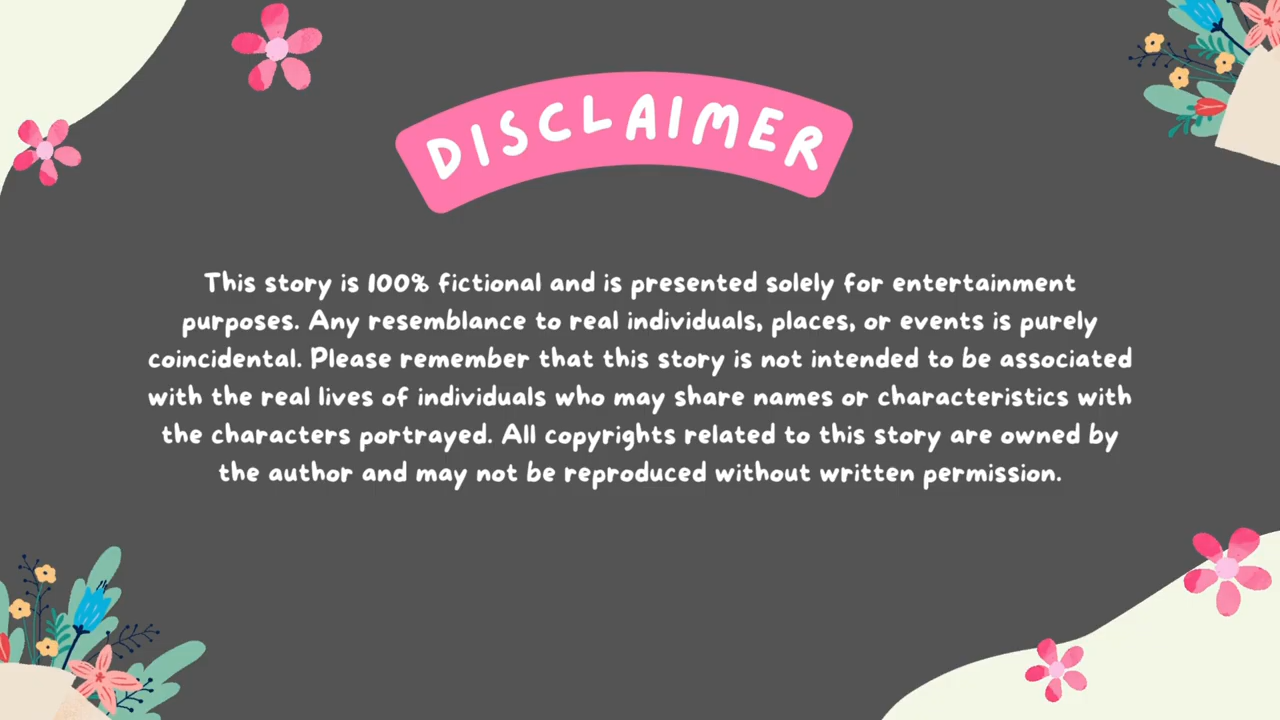 DISCLAIMER
This story is 100% fictional and is presented solely for entertainment
purposes. Any resemblance to real individuals, places, or events is purely
coincidental. Please remember that this story is not intended to be associated
with the real lives of individuals who may share names or characteristics with
the characters portrayed. All copyrights related to this story are owned by
the author and may not be reproduced without written permission.